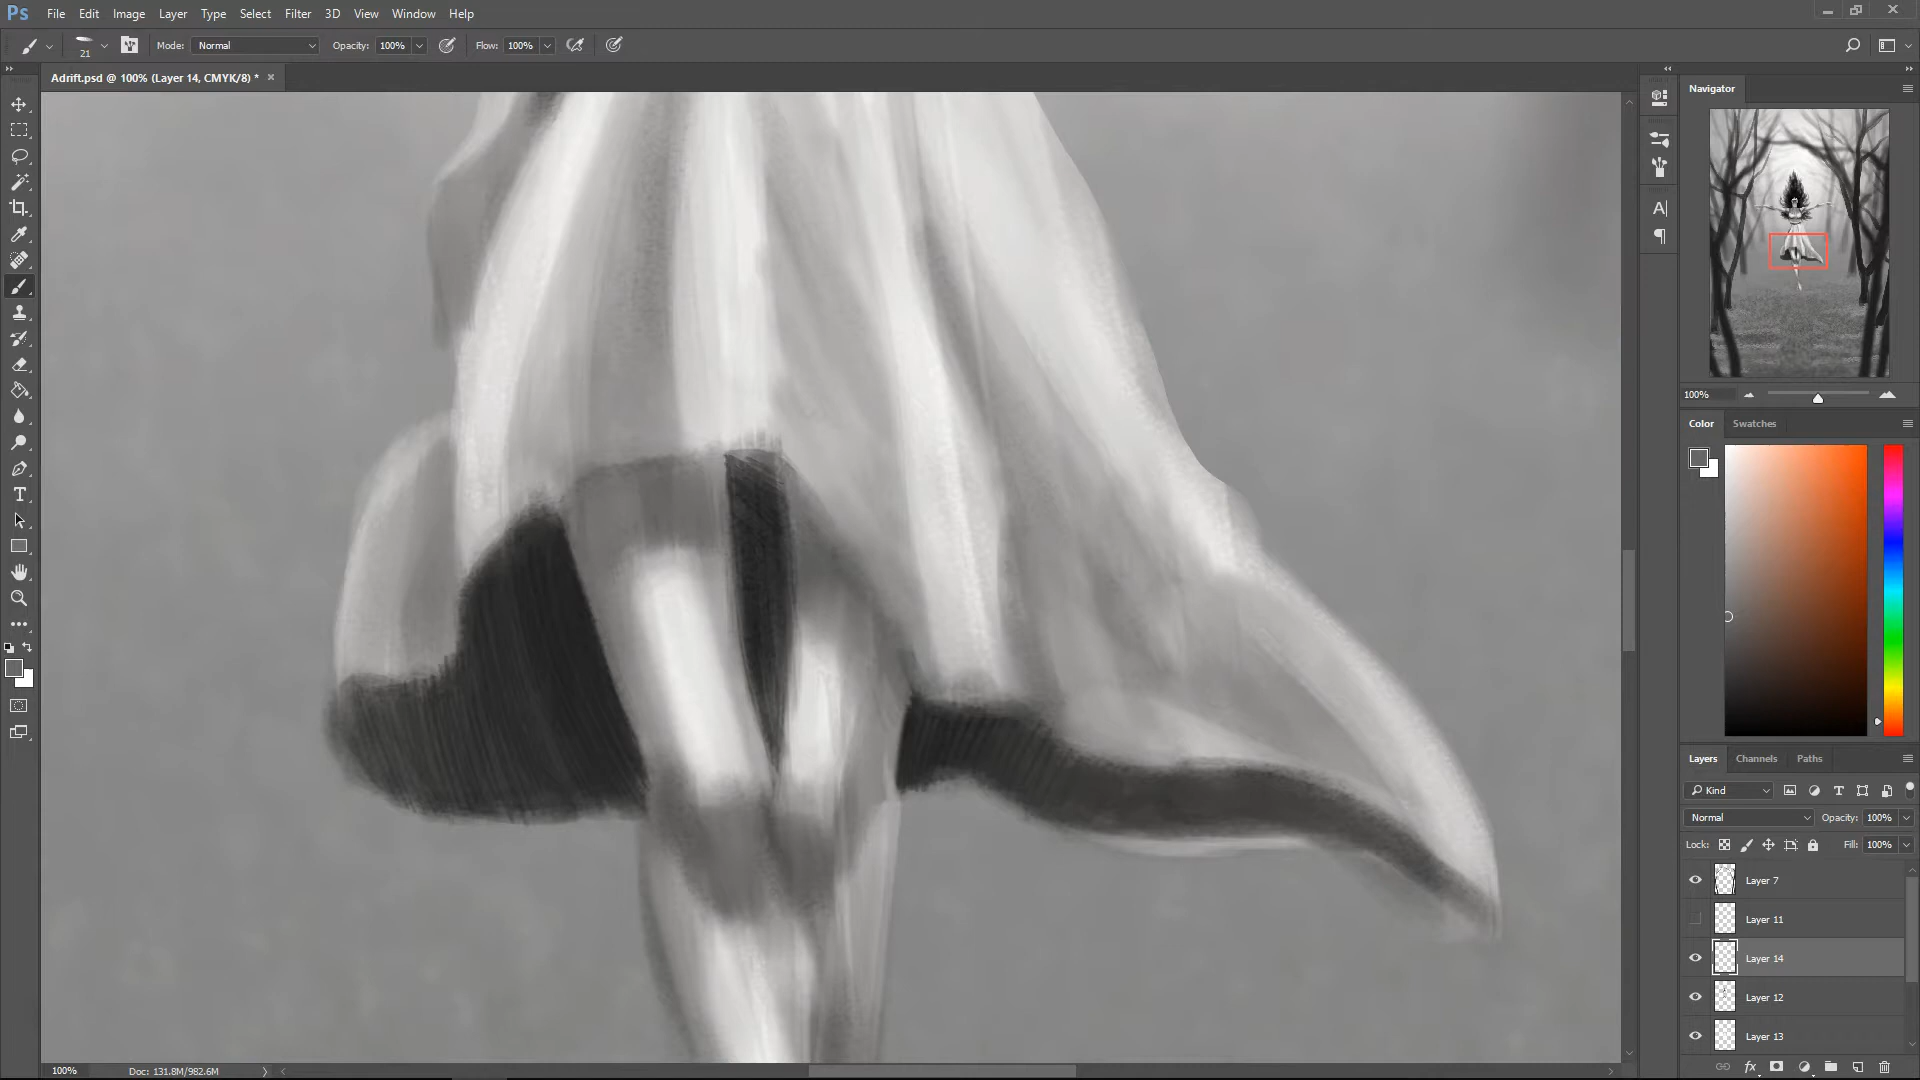 Ps File Edit Image Layer Type Select Filter 3D View Window Help
21 Mode: Normal Opacity: 100% Flow: 100%
Adrift.psd @ 100% (Layer 14, CMYK/8) * ×
Navigator
100%
Color Swatches
Layers Channels Paths
Kind
Normal Opacity: 100%
Lock: Fill: 100%
Layer 7
Layer 11
Layer 14
Layer 12
Layer 13
100% Doc: 131.8M/982.6M